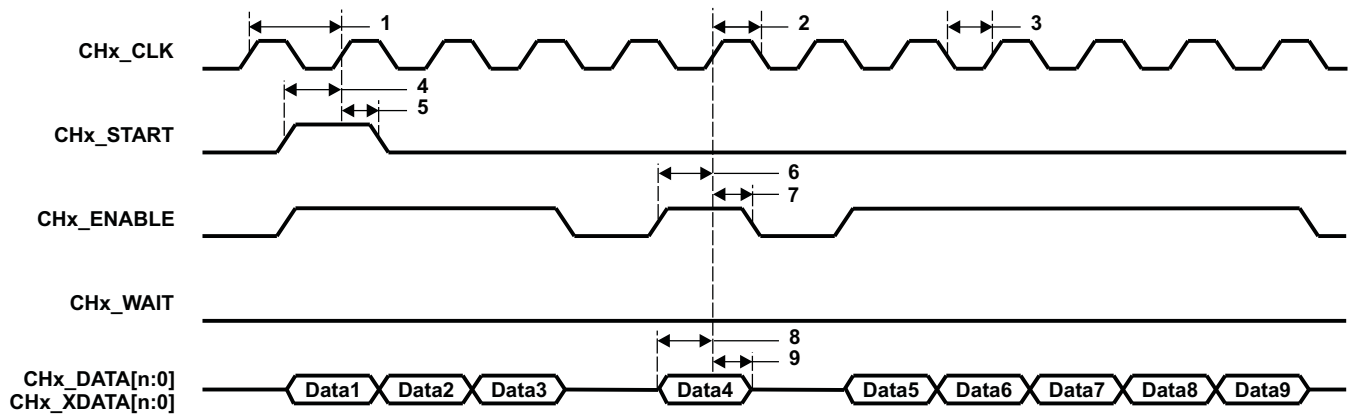 1
2
3
CHx_CLK
4
5
CHx_START
6
7
CHx_ENABLE
CHx_WAIT
8
9
CHx_DATA[n:0]
CHx_XDATA[n:0]
Data1 Data2 Data3 Data4 Data5 Data6 Data7 Data8 Data9